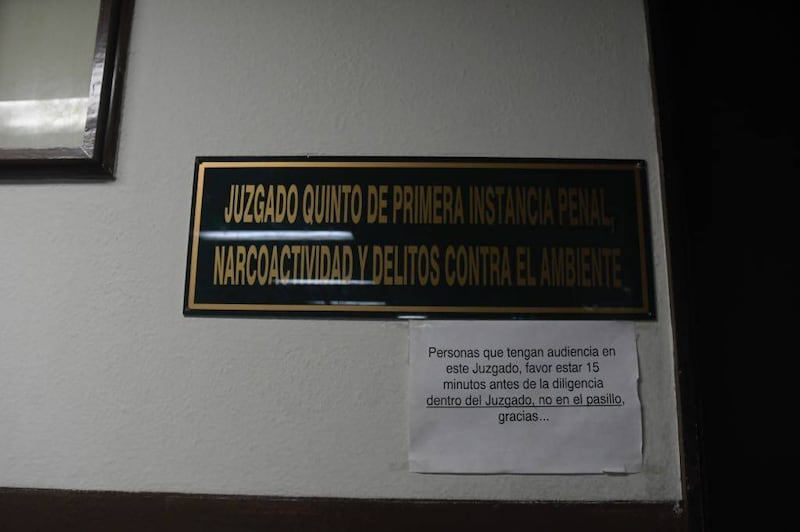 JUZGADO QUINTO DE PRIMERA INSTANCIA PENAL,
NARCOACTIVIDAD Y DELITOS CONTRA EL AMBIENTE
Personas que tengan audiencia en
este Juzgado, favor estar 15
minutos antes de la diligencia
dentro del Juzgado, no en el pasillo,
gracias...